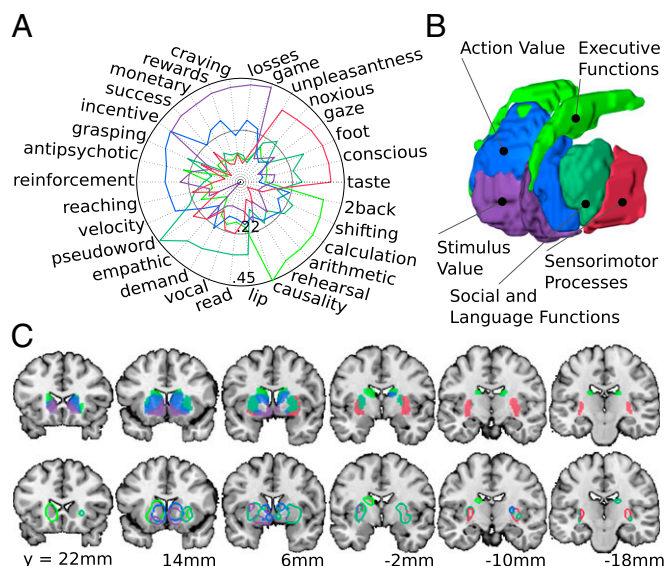 A
craving
rewards
monetary
success
incentive
grasping
antipsychotic
reinforcement
reaching
velocity
pseudoword
empathic
demand
vocal
read
lip
causality
rehearsal
arithmetic
calculation
shifting
2back
taste
conscious
foot
gaze
noxious
unpleasantness
game
losses
.22
.45
B
Action Value
Executive
Functions
Stimulus
Value
Sensorimotor
Processes
Social and
Language Functions
C
y = 22mm
14mm
6mm
-2mm
-10mm
-18mm